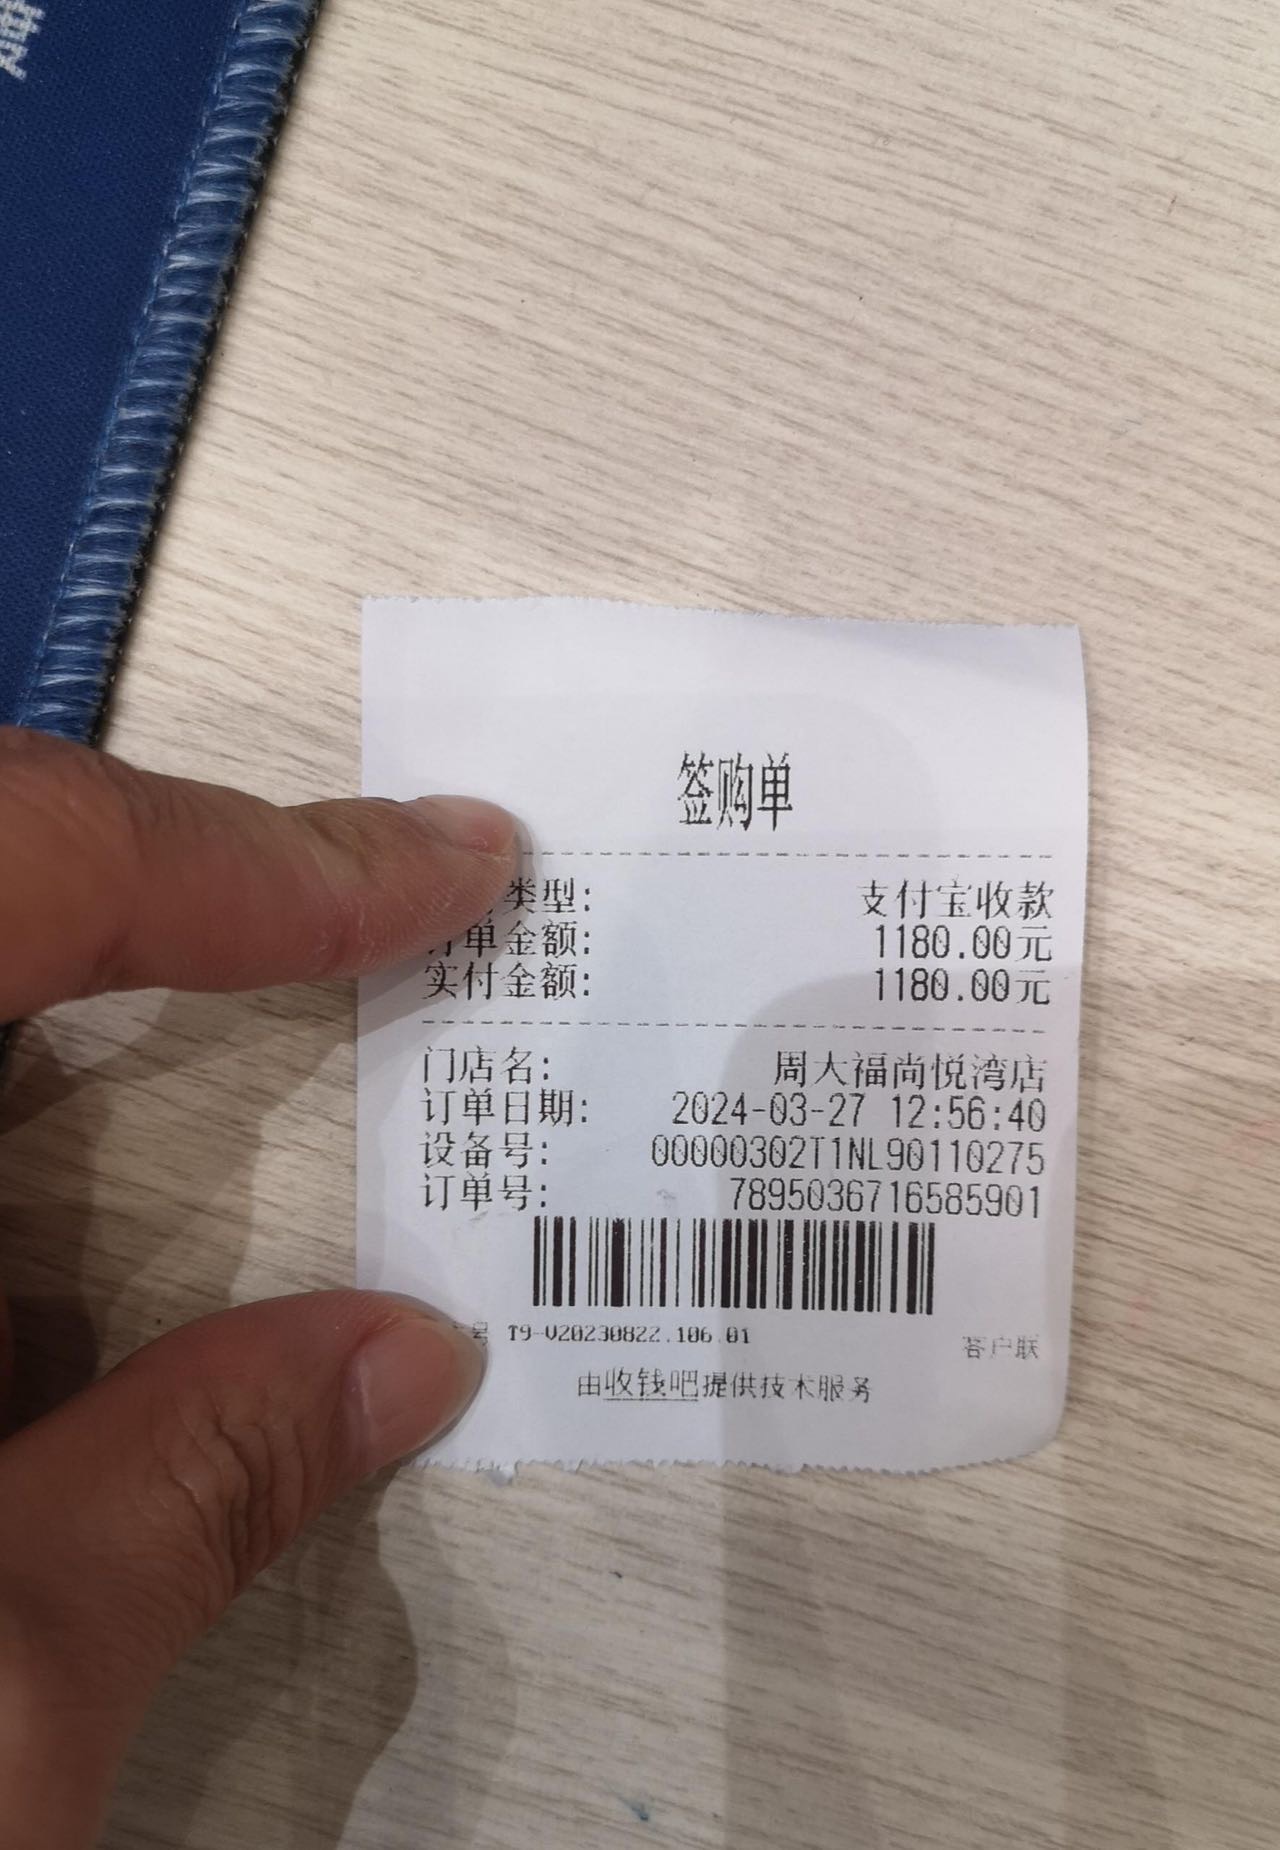 签购单
类型: 支付宝收款
订单金额: 1180.00元
实付金额: 1180.00元
门店名: 周大福尚悦湾店
订单日期: 2024-03-27 12:56:40
设备号: 00000302T1NL90110275
订单号: 7895036716585901
号 T9-V20230822.106.01
客户联
由收钱吧提供技术服务